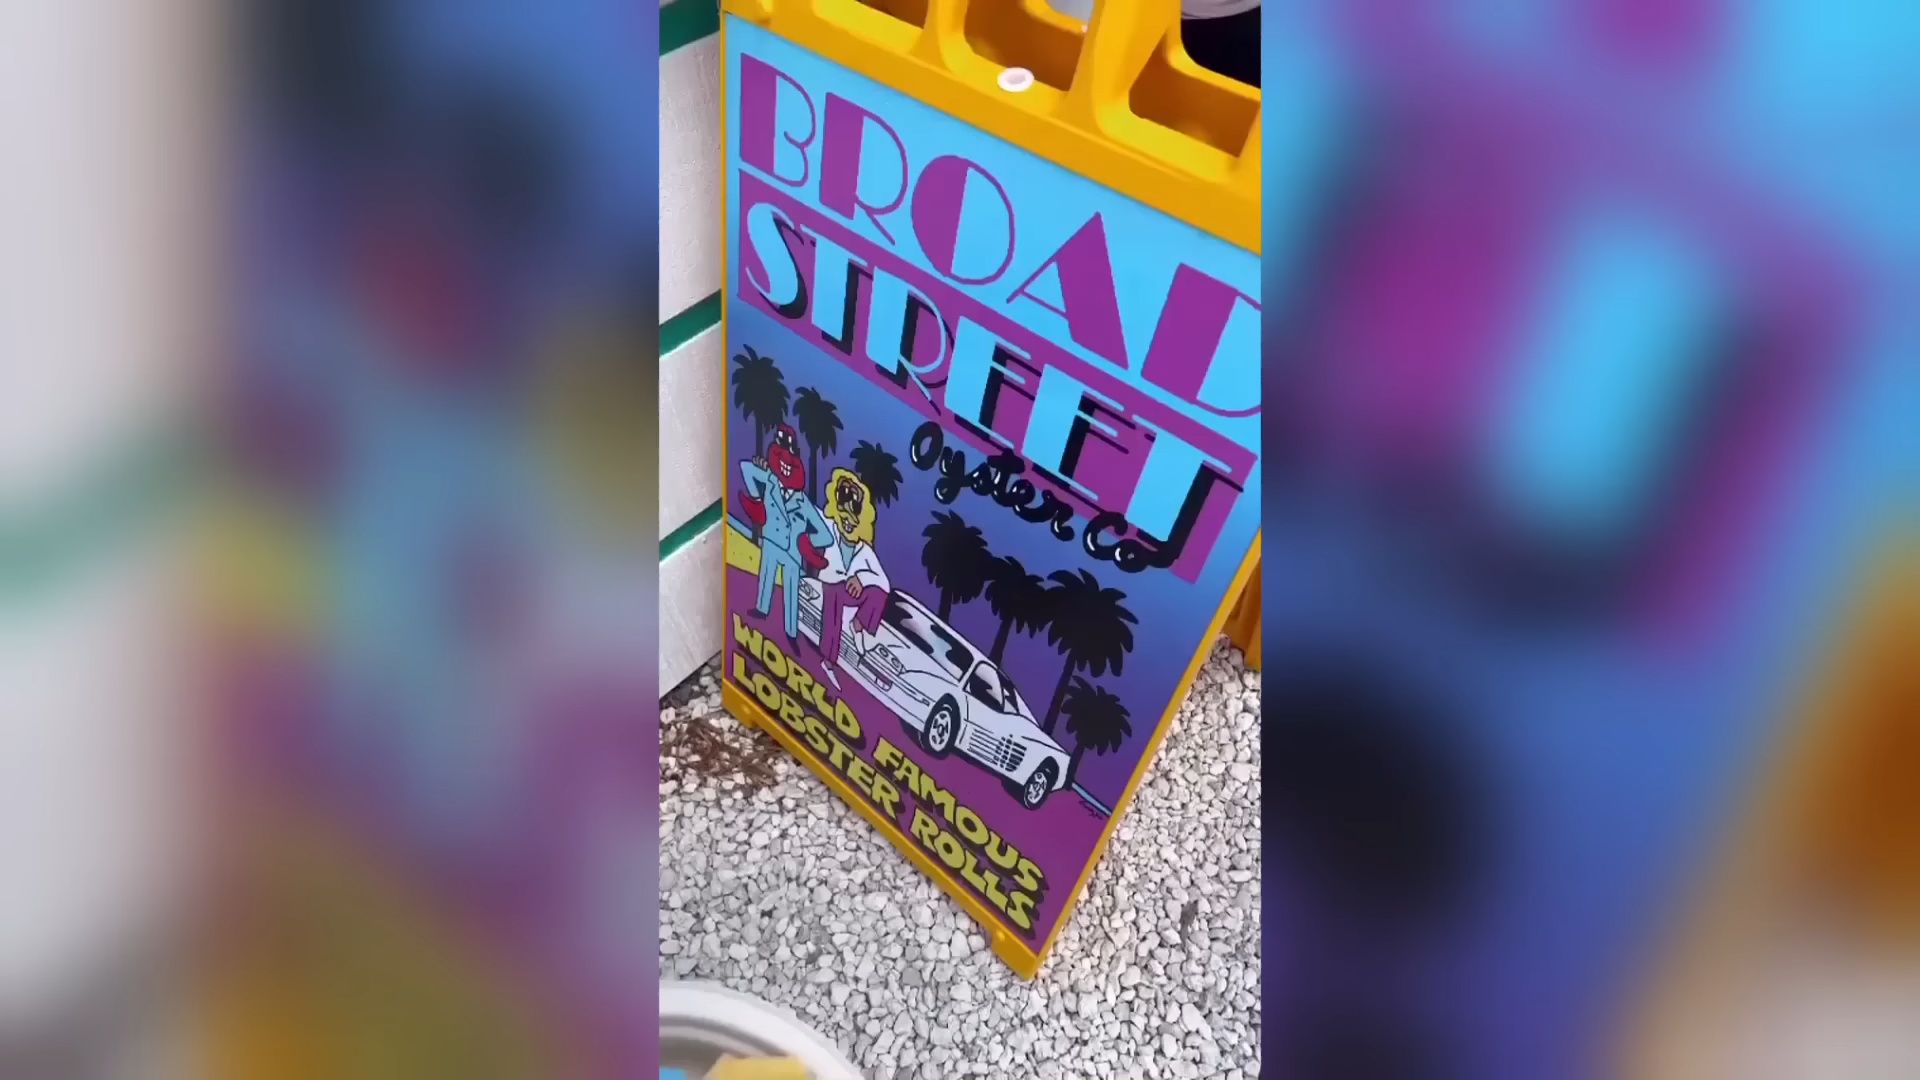 BROAD
STREET
Oyster Co.
WORLD FAMOUS
LOBSTER ROLLS